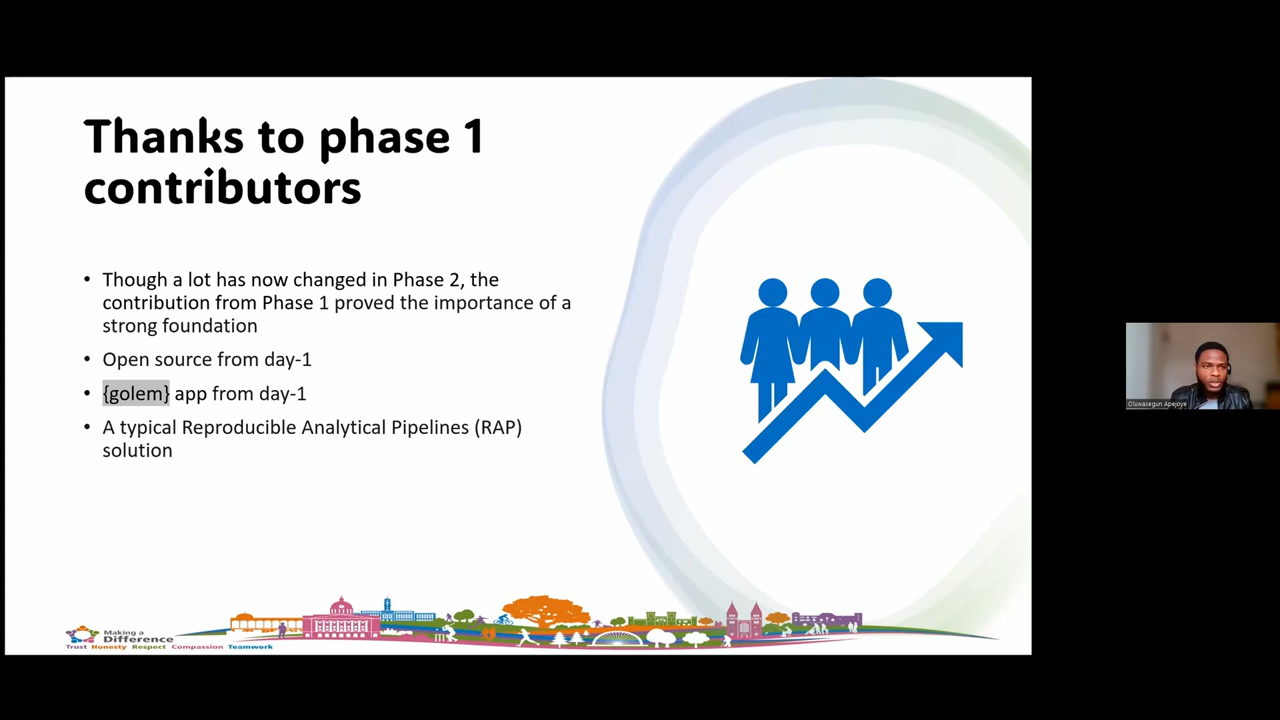 Thanks to phase 1
contributors
• Though a lot has now changed in Phase 2, the
contribution from Phase 1 proved the importance of a
strong foundation
• Open source from day-1
• {golem} app from day-1
• A typical Reproducible Analytical Pipelines (RAP)
solution
Making a
Difference
Trust Honesty Respect Compassion Teamwork
Oluwasegun Apejoye